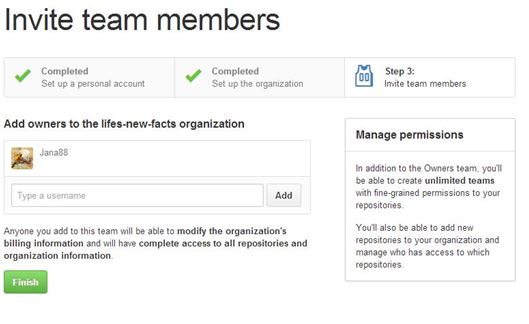 Invite team members
Completed
Set up a personal account
Completed
Set up the organization
Step 3:
Invite team members
Add owners to the lifes-new-facts organization
Jana88
Type a username
Add
Anyone you add to this team will be able to modify the organization's
billing information and will have complete access to all repositories and
organization information.
Finish
Manage permissions
In addition to the Owners team, you'll
be able to create unlimited teams
with fine-grained permissions to your
repositories.
You'll also be able to add new
repositories to your organization and
manage who has access to which
repositories.